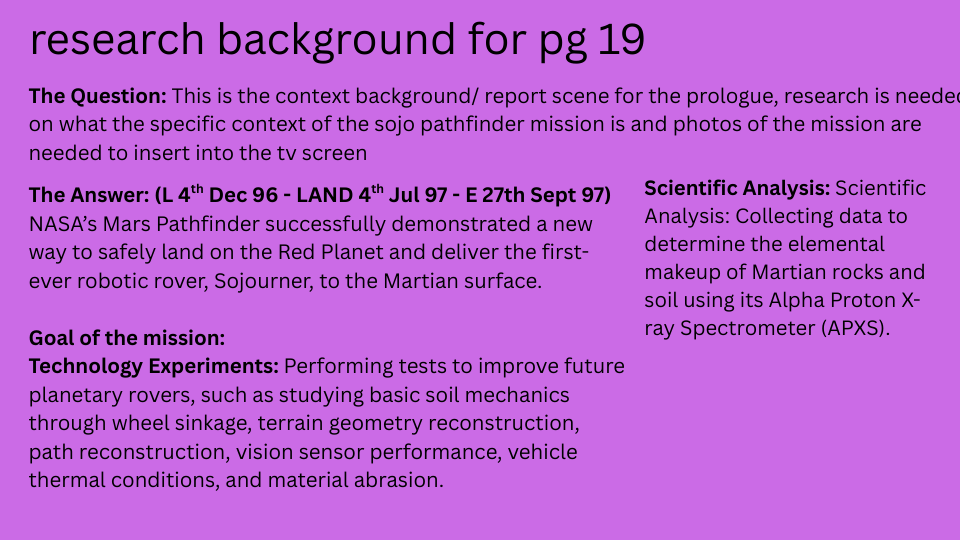 research background for pg 19
The Question: This is the context background/ report scene for the prologue, research is needed
on what the specific context of the sojo pathfinder mission is and photos of the mission are
needed to insert into the tv screen
The Answer: (L 4th Dec 96 - LAND 4th Jul 97 - E 27th Sept 97)
NASA’s Mars Pathfinder successfully demonstrated a new
way to safely land on the Red Planet and deliver the first-
ever robotic rover, Sojourner, to the Martian surface.
Goal of the mission:
Technology Experiments: Performing tests to improve future
planetary rovers, such as studying basic soil mechanics
through wheel sinkage, terrain geometry reconstruction,
path reconstruction, vision sensor performance, vehicle
thermal conditions, and material abrasion.
Scientific Analysis: Scientific
Analysis: Collecting data to
determine the elemental
makeup of Martian rocks and
soil using its Alpha Proton X-
ray Spectrometer (APXS).